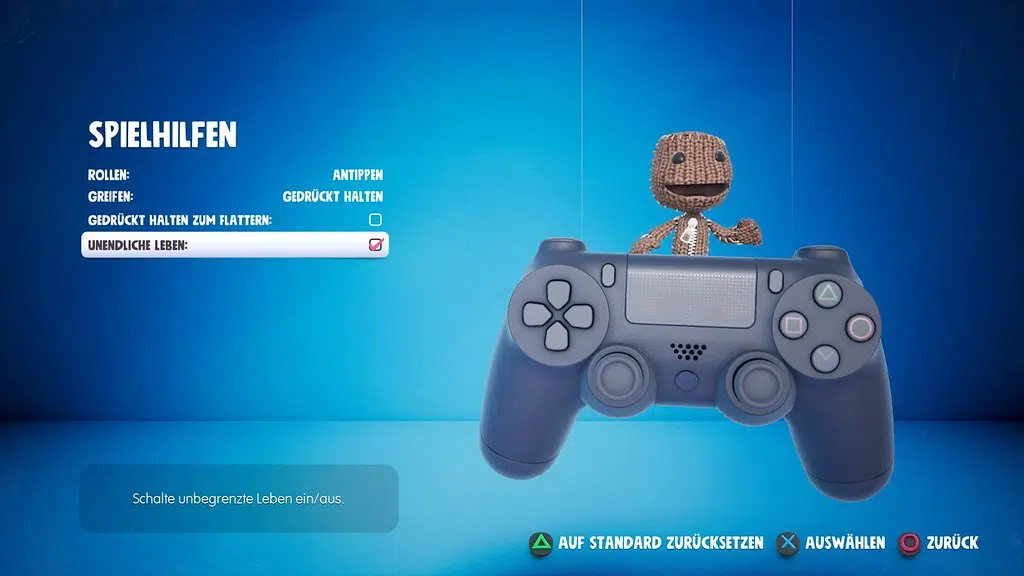 SPIELHILFEN
ROLLEN: ANTIPPEN
GREIFEN: GEDRÜCKT HALTEN
GEDRÜCKT HALTEN ZUM FLATTERN:
UNENDLICHE LEBEN:
Schalte unbegrenzte Leben ein/aus.
AUF STANDARD ZURÜCKSETZEN AUSWÄHLEN ZURÜCK